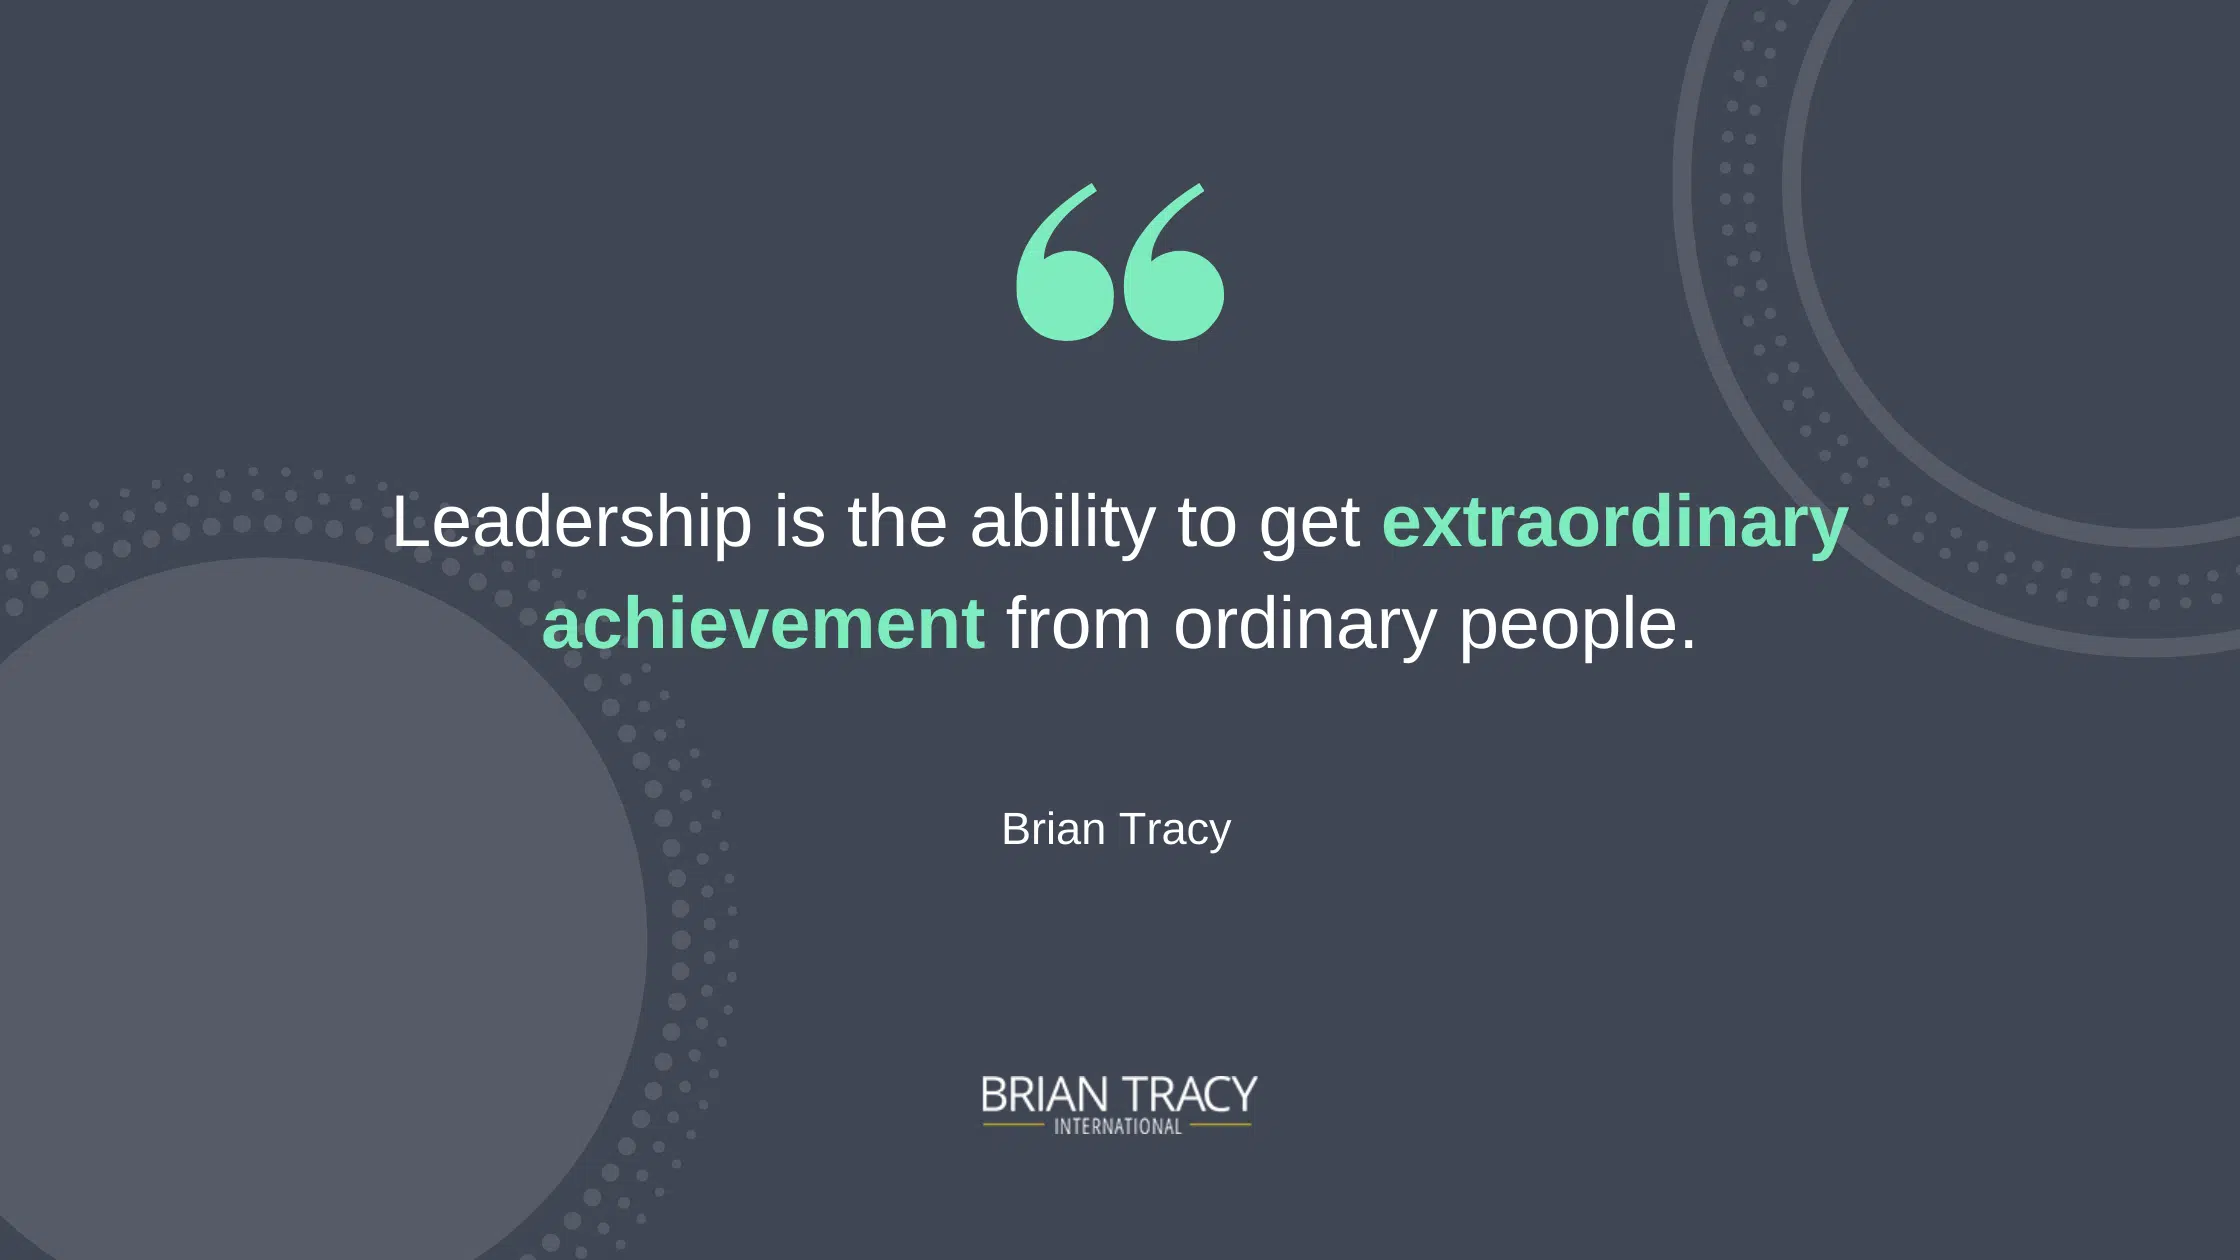 “
Leadership is the ability to get extraordinary
achievement from ordinary people.
Brian Tracy
BRIAN TRACY
INTERNATIONAL